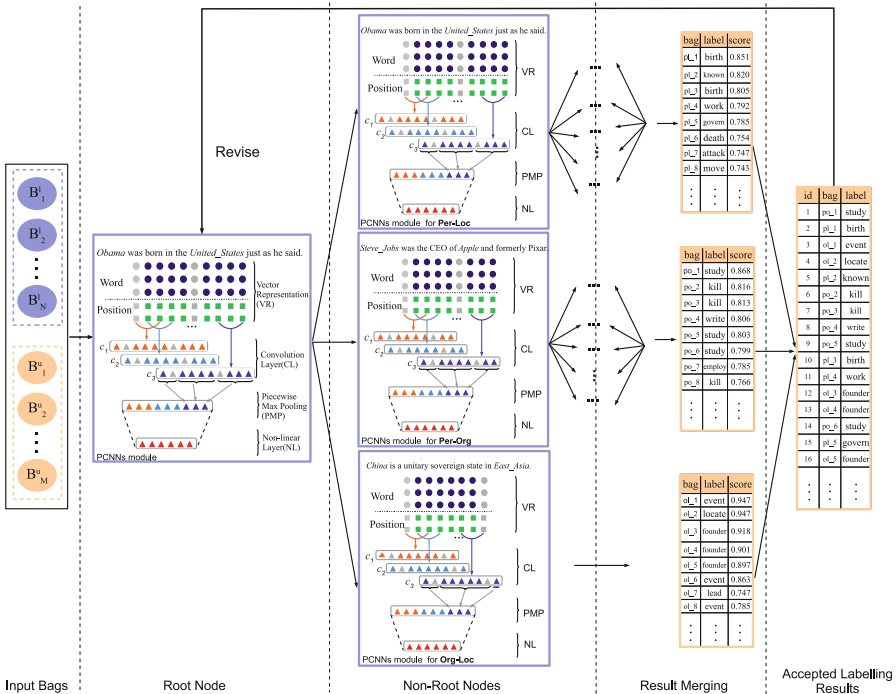 B^l_1
B^l_2
B^l_N
B^u_1
B^u_2
B^u_M
Input Bags
Revise
Obama was born in the United_States just as he said.
Word
Position
Vector
Representation
(VR)
...
c1
c2
c3
Convolution
Layer(CL)
Piecewise
Max Pooling
(PMP)
Non-linear
Layer(NL)
PCNNs module
Root Node
Obama was born in the United_States just as he said.
Word
Position
VR
...
c1
c2
c3
CL
PMP
NL
PCNNs module for Per-Loc
Steve_Jobs was the CEO of Apple and formerly Pixar.
Word
Position
VR
...
c1
c2
c3
CL
PMP
NL
PCNNs module for Per-Org
China is a unitary sovereign state in East_Asia.
Word
Position
VR
...
c1
c2
c3
CL
PMP
NL
PCNNs module for Org-Loc
Non-Root Nodes
bag label score
pl_1 birth 0.851
pl_2 known 0.820
pl_3 birth 0.805
pl_4 work 0.792
pl_5 govern 0.785
pl_6 death 0.754
pl_7 attack 0.747
pl_8 move 0.743
bag label score
po_1 study 0.868
po_2 kill 0.816
po_3 kill 0.813
po_4 write 0.806
po_5 study 0.803
po_6 study 0.799
po_7 employ 0.785
po_8 kill 0.766
bag label score
ol_1 event 0.947
ol_2 locate 0.947
ol_3 founder 0.918
ol_4 founder 0.901
ol_5 founder 0.897
ol_6 event 0.863
ol_7 lead 0.747
ol_8 event 0.785
Result Merging
id bag label
1 po_1 study
2 pl_1 birth
3 ol_1 event
4 ol_2 locate
5 pl_2 known
6 po_2 kill
7 po_3 kill
8 po_4 write
9 po_5 study
10 pl_3 birth
11 pl_4 work
12 ol_3 founder
13 ol_4 founder
14 po_6 study
15 pl_5 govern
16 ol_5 founder
Accepted Labelling
Results